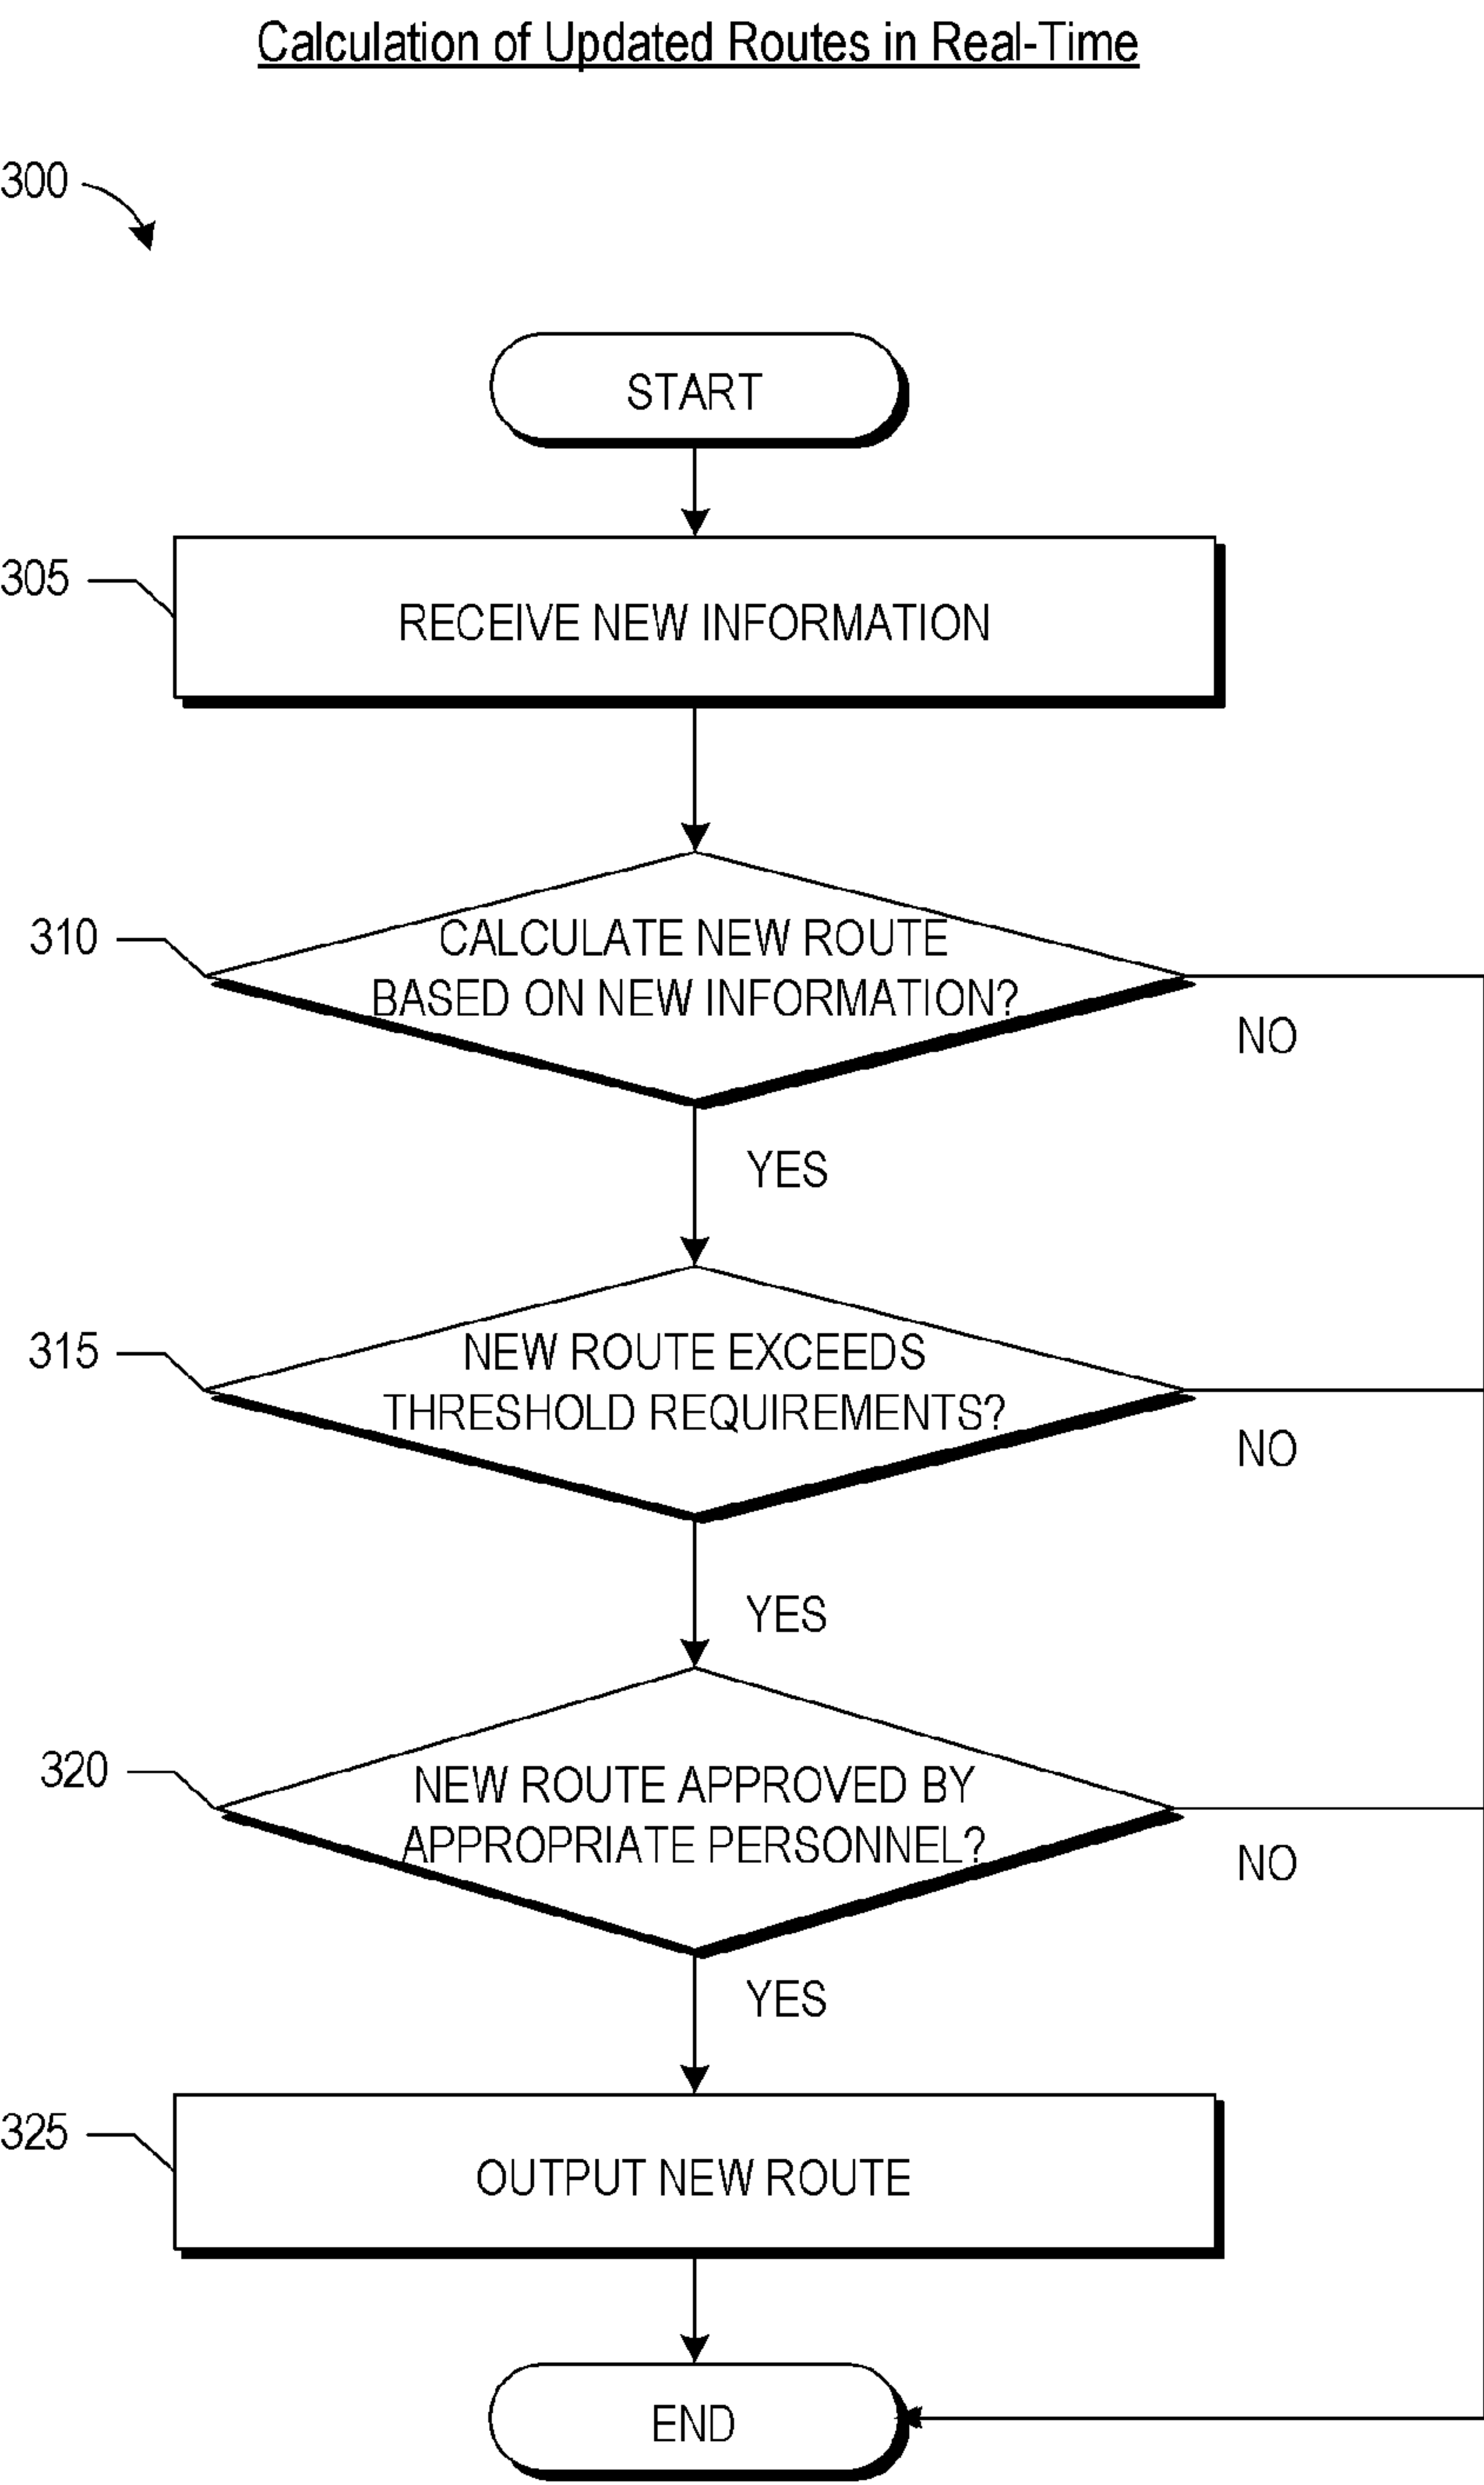 Calculation of Updated Routes in Real-Time
300
START
305
RECEIVE NEW INFORMATION
310
CALCULATE NEW ROUTE
BASED ON NEW INFORMATION?
NO
YES
315
NEW ROUTE EXCEEDS
THRESHOLD REQUIREMENTS?
NO
YES
320
NEW ROUTE APPROVED BY
APPROPRIATE PERSONNEL?
NO
YES
325
OUTPUT NEW ROUTE
END